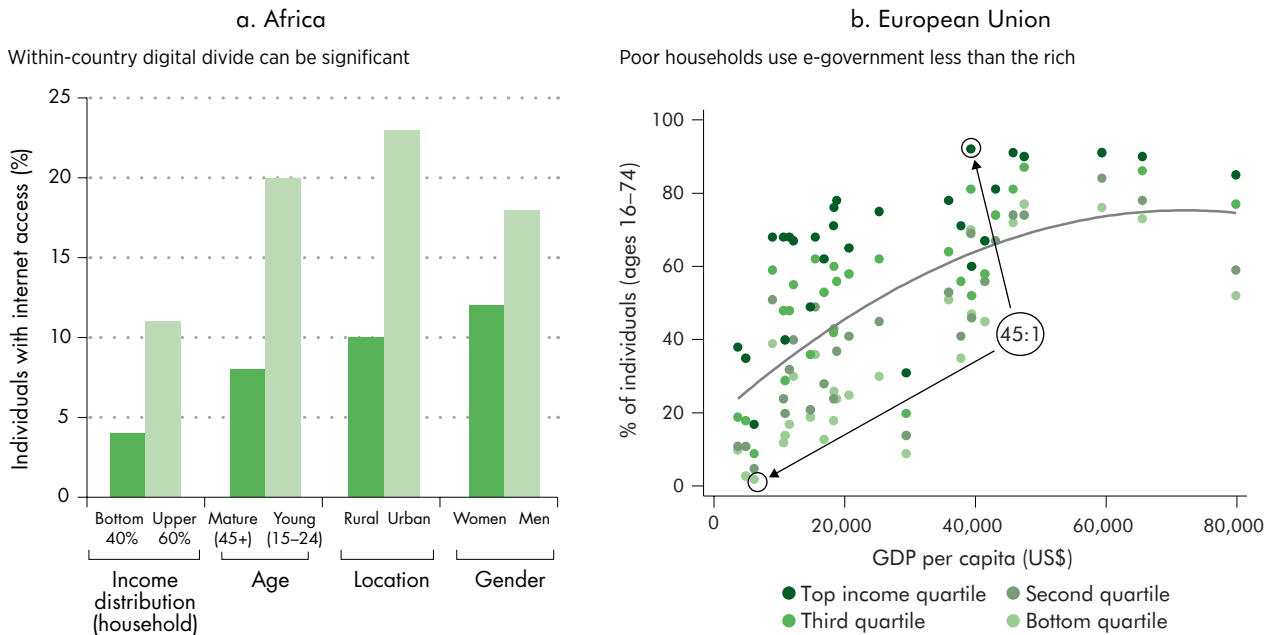 a. Africa
Within-country digital divide can be significant
Individuals with internet access (%)
25
20
15
10
5
0
Bottom 40%
Upper 60%
Mature (45+)
Young (15–24)
Rural
Urban
Women
Men
Income distribution (household)
Age
Location
Gender
b. European Union
Poor households use e-government less than the rich
% of individuals (ages 16–74)
100
80
60
40
20
0
45:1
0
20,000
40,000
60,000
80,000
GDP per capita (US$)
Top income quartile
Second quartile
Third quartile
Bottom quartile